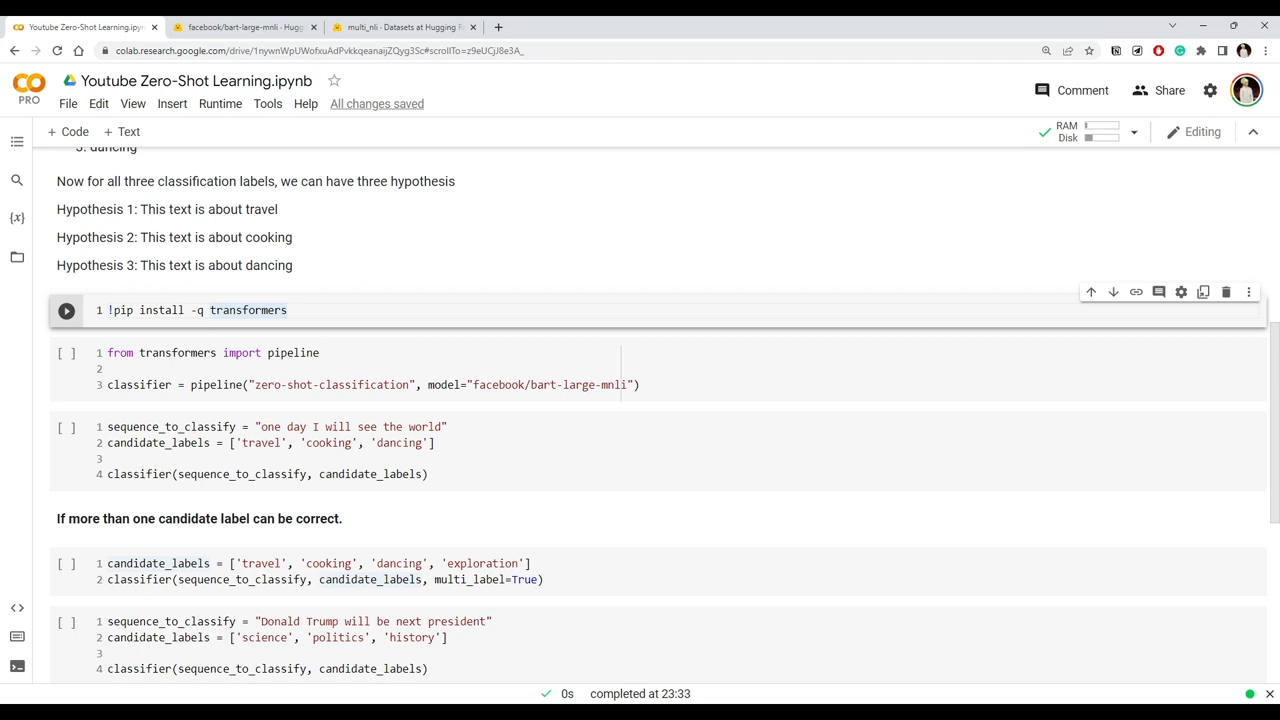 Youtube Zero-Shot Learning.ipyn
facebook/bart-large-mnli · Hugg
multi_nli · Datasets at Hugging F
colab.research.google.com/drive/1nywnWpUWofxuAdPvkkqeanaijZQyg3Sc#scrollTo=z9eUCjJ8e3A_
Youtube Zero-Shot Learning.ipynb
PRO
File Edit View Insert Runtime Tools Help All changes saved
Comment Share
+ Code + Text
RAM
Disk
Editing
3. dancing
Now for all three classification labels, we can have three hypothesis
Hypothesis 1: This text is about travel
Hypothesis 2: This text is about cooking
Hypothesis 3: This text is about dancing
1 !pip install -q transformers
[ ] 1 from transformers import pipeline
2
3 classifier = pipeline("zero-shot-classification", model="facebook/bart-large-mnli")
[ ] 1 sequence_to_classify = "one day I will see the world"
2 candidate_labels = ['travel', 'cooking', 'dancing']
3
4 classifier(sequence_to_classify, candidate_labels)
If more than one candidate label can be correct.
[ ] 1 candidate_labels = ['travel', 'cooking', 'dancing', 'exploration']
2 classifier(sequence_to_classify, candidate_labels, multi_label=True)
[ ] 1 sequence_to_classify = "Donald Trump will be next president"
2 candidate_labels = ['science', 'politics', 'history']
3
4 classifier(sequence_to_classify, candidate_labels)
0s completed at 23:33